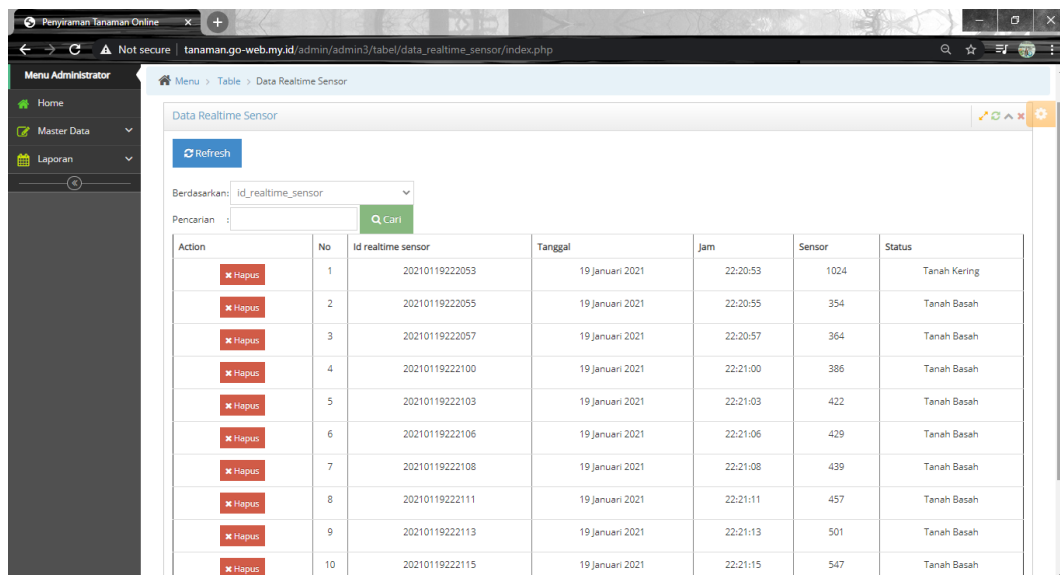 Penyiraman Tanaman Online
Not secure | tanaman.go-web.my.id/admin/admin3/tabel/data_realtime_sensor/index.php
Menu Administrator
Home
Master Data
Laporan
Menu > Table > Data Realtime Sensor
Data Realtime Sensor
Refresh
Berdasarkan: id_realtime_sensor
Pencarian :
Cari
Action No Id realtime sensor Tanggal Jam Sensor Status
Hapus 1 20210119222053 19 Januari 2021 22:20:53 1024 Tanah Kering
Hapus 2 20210119222055 19 Januari 2021 22:20:55 354 Tanah Basah
Hapus 3 20210119222057 19 Januari 2021 22:20:57 364 Tanah Basah
Hapus 4 20210119222100 19 Januari 2021 22:21:00 386 Tanah Basah
Hapus 5 20210119222103 19 Januari 2021 22:21:03 422 Tanah Basah
Hapus 6 20210119222106 19 Januari 2021 22:21:06 429 Tanah Basah
Hapus 7 20210119222108 19 Januari 2021 22:21:08 439 Tanah Basah
Hapus 8 20210119222111 19 Januari 2021 22:21:11 457 Tanah Basah
Hapus 9 20210119222113 19 Januari 2021 22:21:13 501 Tanah Basah
Hapus 10 20210119222115 19 Januari 2021 22:21:15 547 Tanah Basah